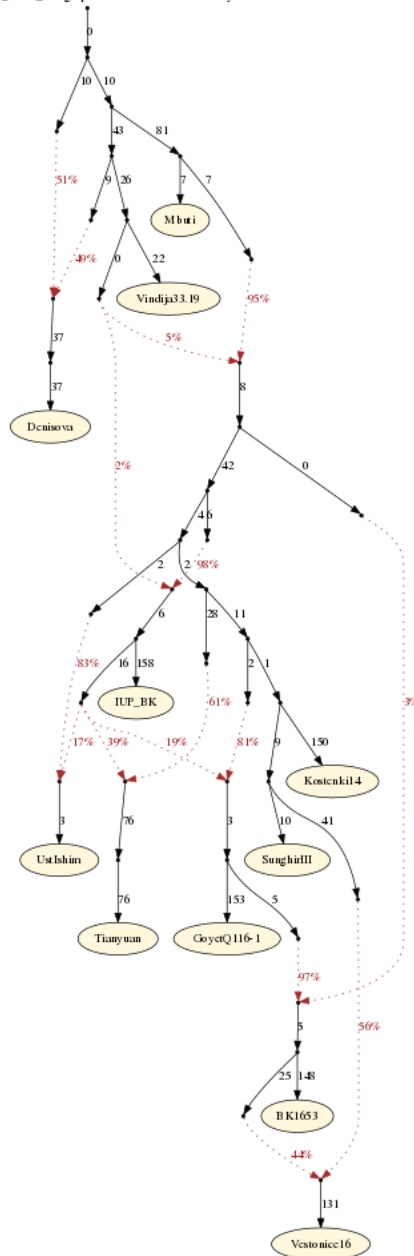 0
10 10
43 81
51% 9 26 7 7
Mbuti
49% 0 22
Vindija33.19 95%
5%
37
8
37
Denisova
2% 42 0
4 6
2 2 98%
6 28 11
83% 16 158 2 1 3%
IUP_BK 61%
17% 39% 19% 81% 9 150
Kostenki14
3 76 3 10 41
UstIshim SunghirIII
76 153 5
Tianyuan GoyetQ116-1
97%
5 56%
25 148
BK1653
44%
131
Vestonice16